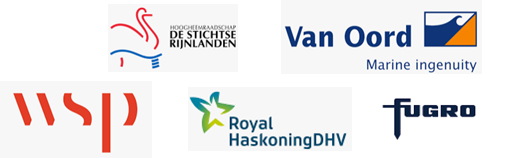 HOOGHEEMRAADSCHAP
DE STICHTSE
RIJNLANDEN
Van Oord
Marine ingenuity
wsp
Royal
HaskoningDHV
fugro